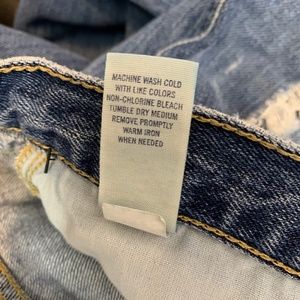 MACHINE WASH COLD
WITH LIKE COLORS
NON-CHLORINE BLEACH
TUMBLE DRY MEDIUM
REMOVE PROMPTLY
WARM IRON
WHEN NEEDED